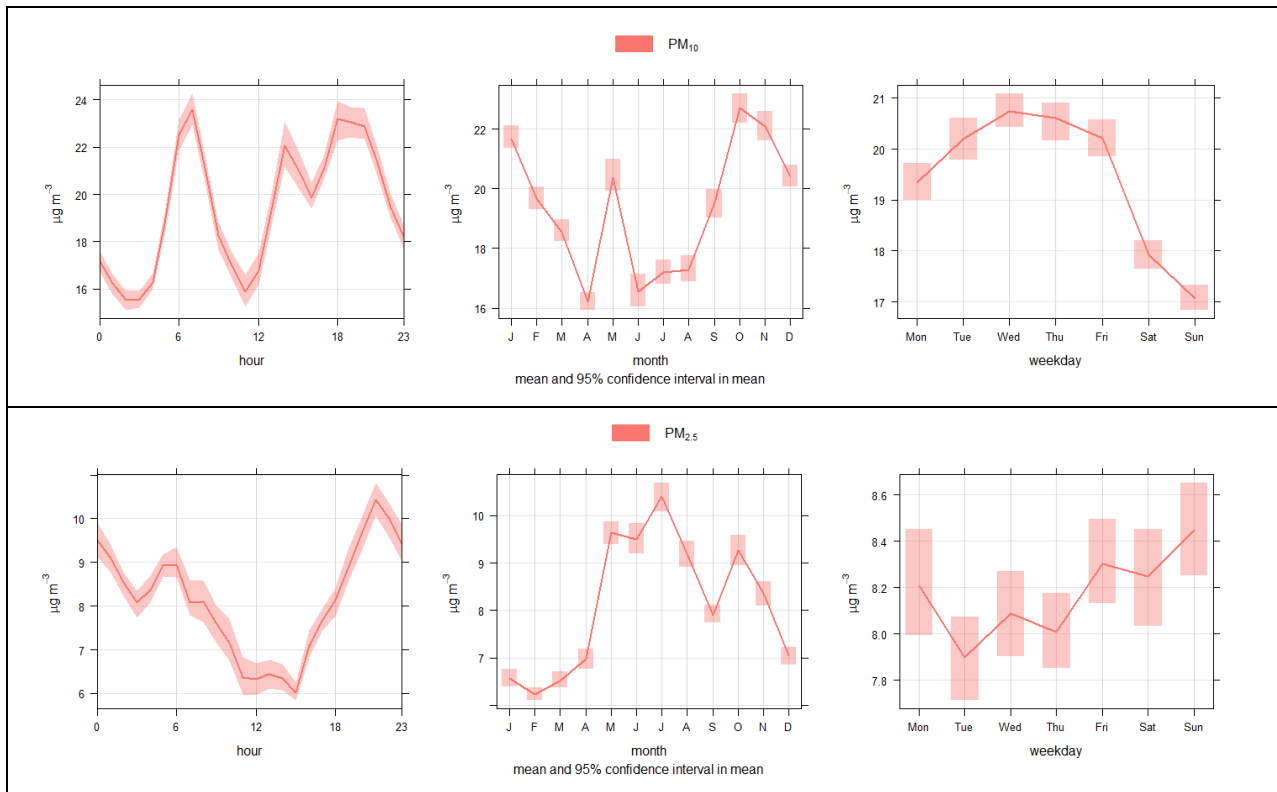 PM₁₀
μg m⁻³
24
22
20
18
16
0 6 12 18 23
hour
μg m⁻³
22
20
18
16
J F M A M J J A S O N D
month
mean and 95% confidence interval in mean
μg m⁻³
21
20
19
18
17
Mon Tue Wed Thu Fri Sat Sun
weekday
PM₂.₅
μg m⁻³
10
9
8
7
6
0 6 12 18 23
hour
μg m⁻³
10
9
8
7
J F M A M J J A S O N D
month
mean and 95% confidence interval in mean
μg m⁻³
8.6
8.4
8.2
8.0
7.8
Mon Tue Wed Thu Fri Sat Sun
weekday